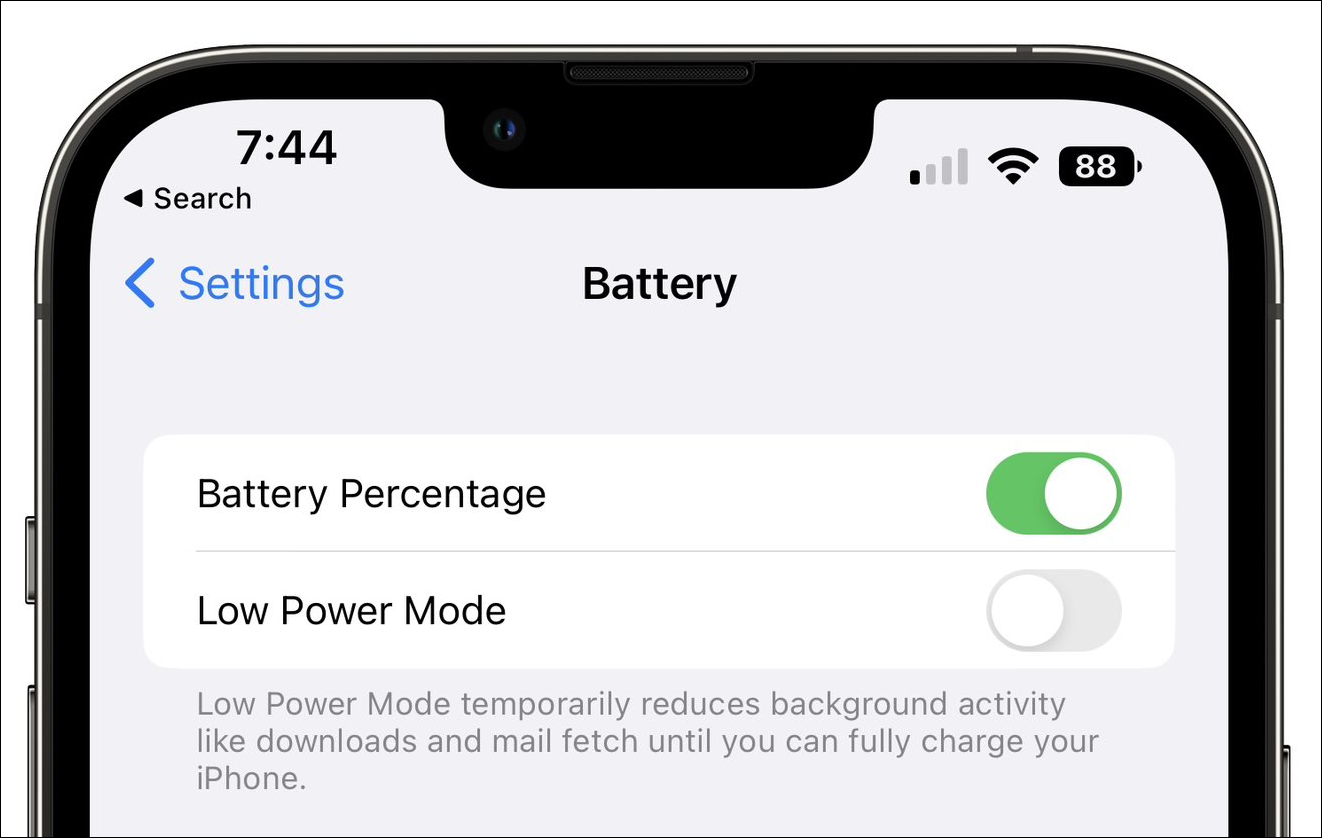 7:44
88
◀ Search
Settings
Battery
Battery Percentage
Low Power Mode
Low Power Mode temporarily reduces background activity
like downloads and mail fetch until you can fully charge your
iPhone.